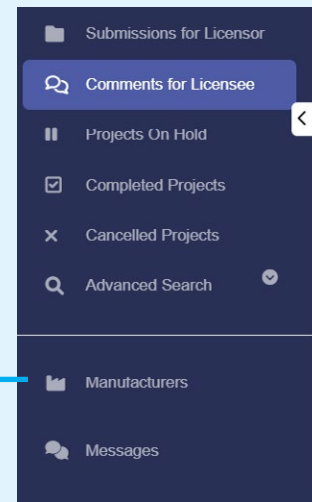 Submissions for Licensor
Comments for Licensee
Projects On Hold
Completed Projects
Cancelled Projects
Advanced Search
Manufacturers
Messages